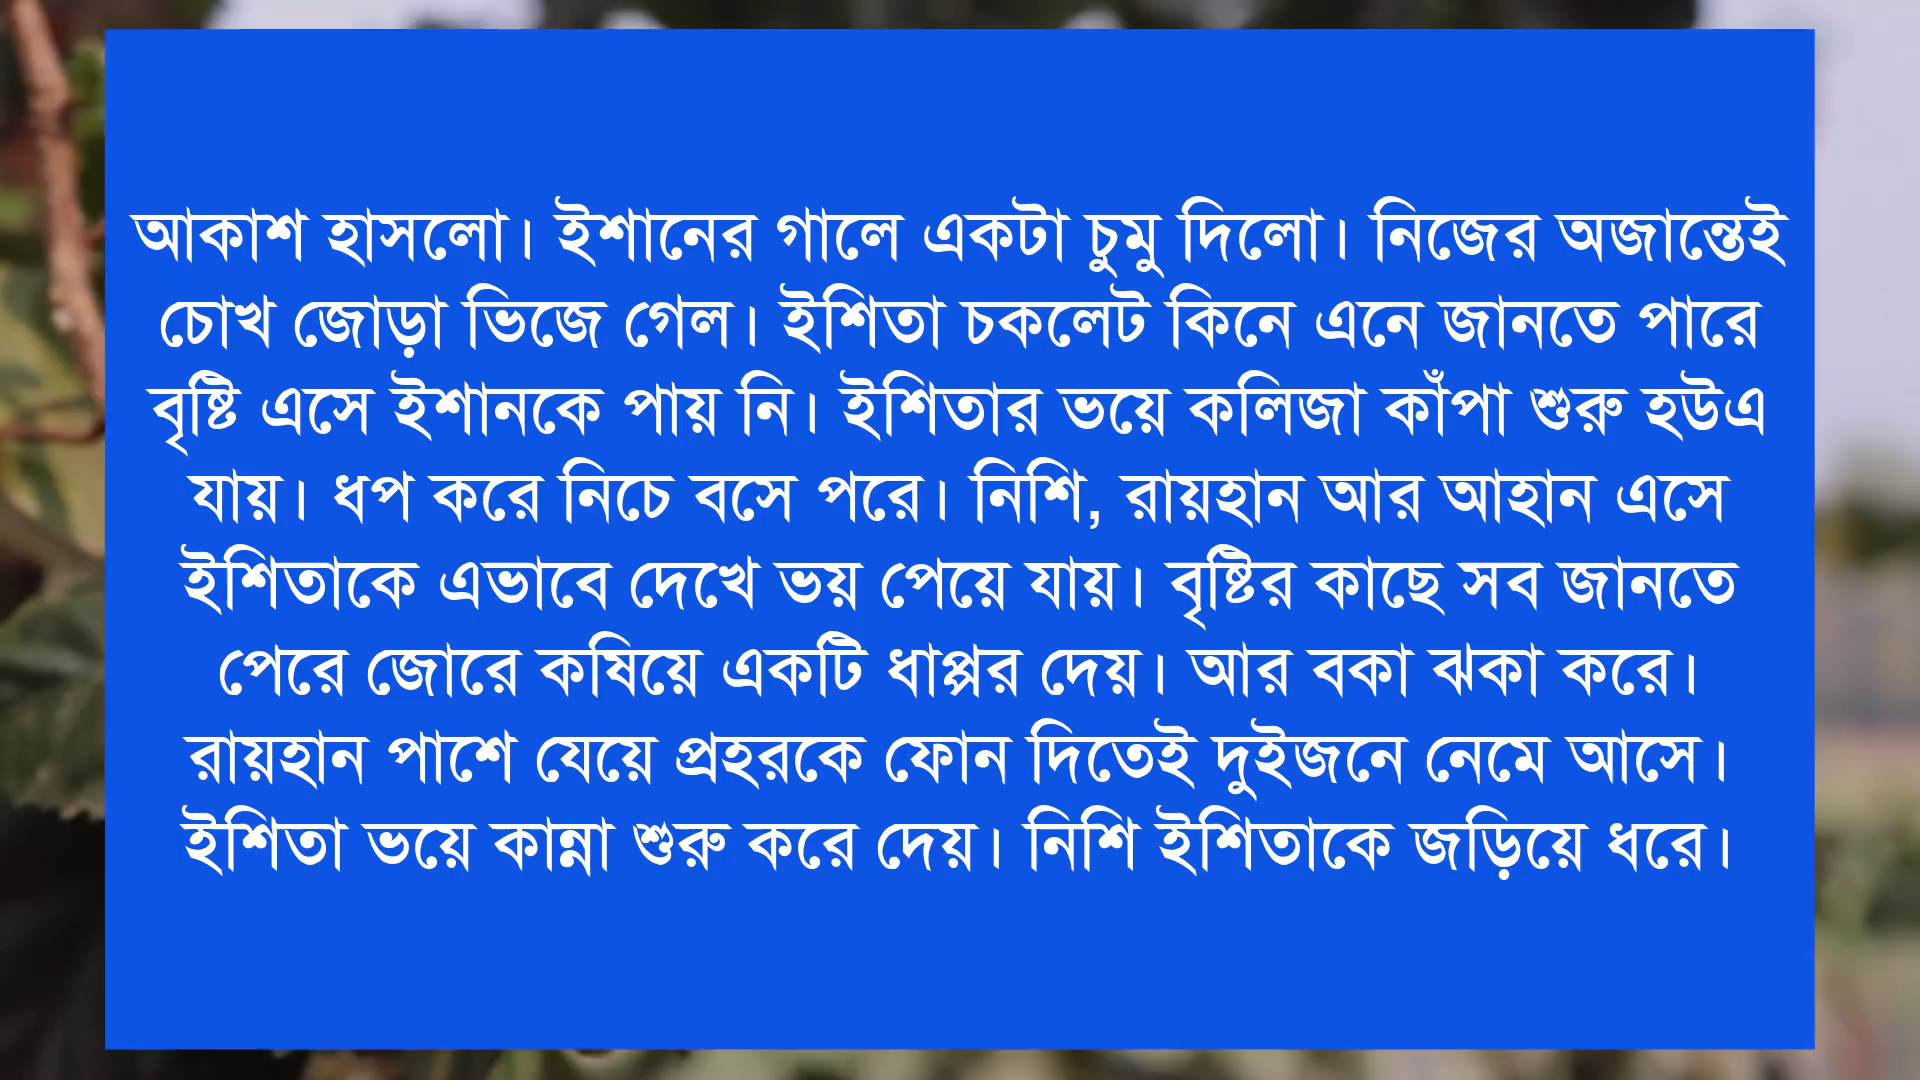 আকাশ হাসলো। ইশানের গালে একটা চুমু দিলো। নিজের অজান্তেই
চোখ জোড়া ভিজে গেল। ইশিতা চকলেট কিনে এনে জানতে পারে
বৃষ্টি এসে ইশানকে পায় নি। ইশিতার ভয়ে কলিজা কাঁপা শুরু হউএ
যায়। ধপ করে নিচে বসে পরে। নিশি, রায়হান আর আহান এসে
ইশিতাকে এভাবে দেখে ভয় পেয়ে যায়। বৃষ্টির কাছে সব জানতে
পেরে জোরে কষিয়ে একটি ধাপ্পর দেয়। আর বকা ঝকা করে।
রায়হান পাশে যেয়ে প্রহরকে ফোন দিতেই দুইজনে নেমে আসে।
ইশিতা ভয়ে কান্না শুরু করে দেয়। নিশি ইশিতাকে জড়িয়ে ধরে।